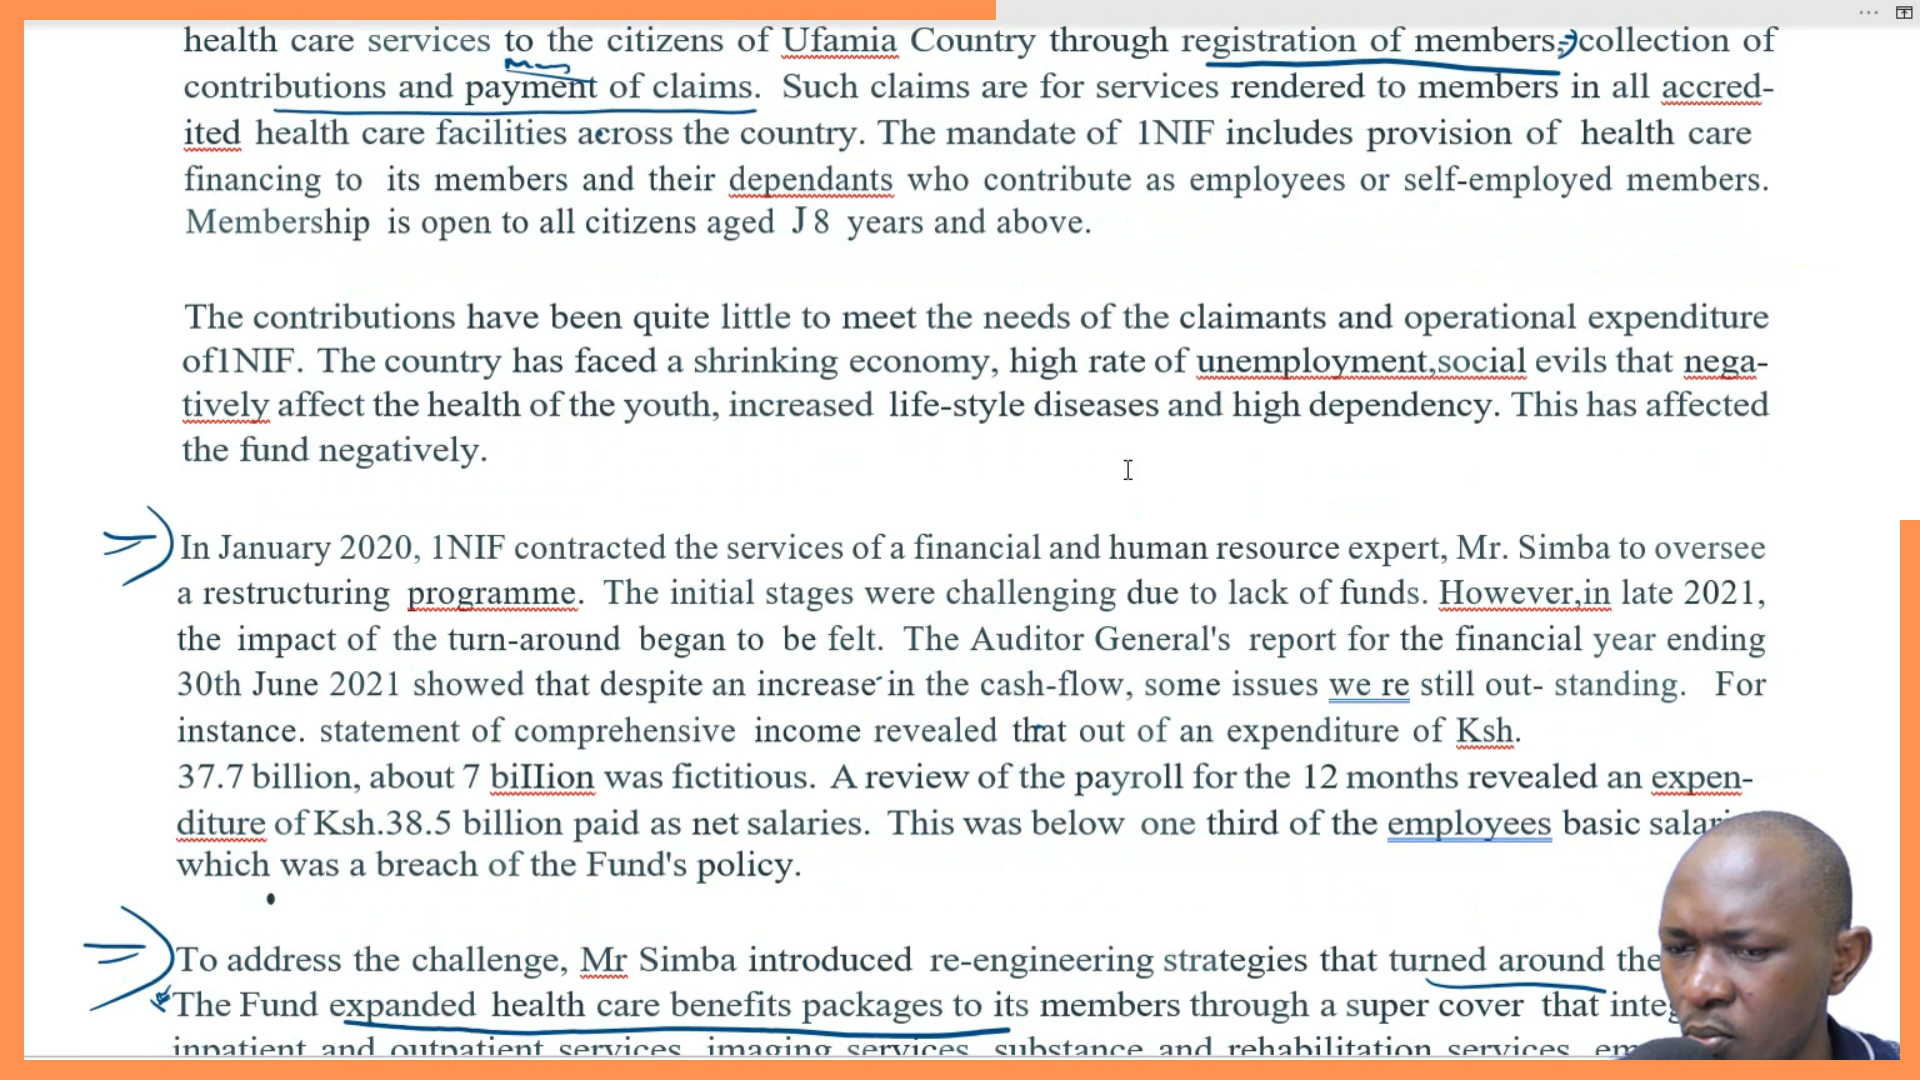 health care services to the citizens of Ufamia Country through registration of members, collection of
contributions and payment of claims. Such claims are for services rendered to members in all accred-
ited health care facilities across the country. The mandate of 1NIF includes provision of health care
financing to its members and their dependants who contribute as employees or self-employed members.
Membership is open to all citizens aged J8 years and above.
The contributions have been quite little to meet the needs of the claimants and operational expenditure
of1NIF. The country has faced a shrinking economy, high rate of unemployment,social evils that nega-
tively affect the health of the youth, increased life-style diseases and high dependency. This has affected
the fund negatively.
In January 2020, 1NIF contracted the services of a financial and human resource expert, Mr. Simba to oversee
a restructuring programme. The initial stages were challenging due to lack of funds. However,in late 2021,
the impact of the turn-around began to be felt. The Auditor General's report for the financial year ending
30th June 2021 showed that despite an increase in the cash-flow, some issues we re still out- standing. For
instance. statement of comprehensive income revealed that out of an expenditure of Ksh.
37.7 billion, about 7 biIIion was fictitious. A review of the payroll for the 12 months revealed an expen-
diture of Ksh.38.5 billion paid as net salaries. This was below one third of the employees basic
which was a breach of the Fund's policy.
To address the challenge, Mr Simba introduced re-engineering strategies that turned around the
The Fund expanded health care benefits packages to its members through a super cover that
inpatient and outpatient services, imaging services, substance and rehabilitation services,